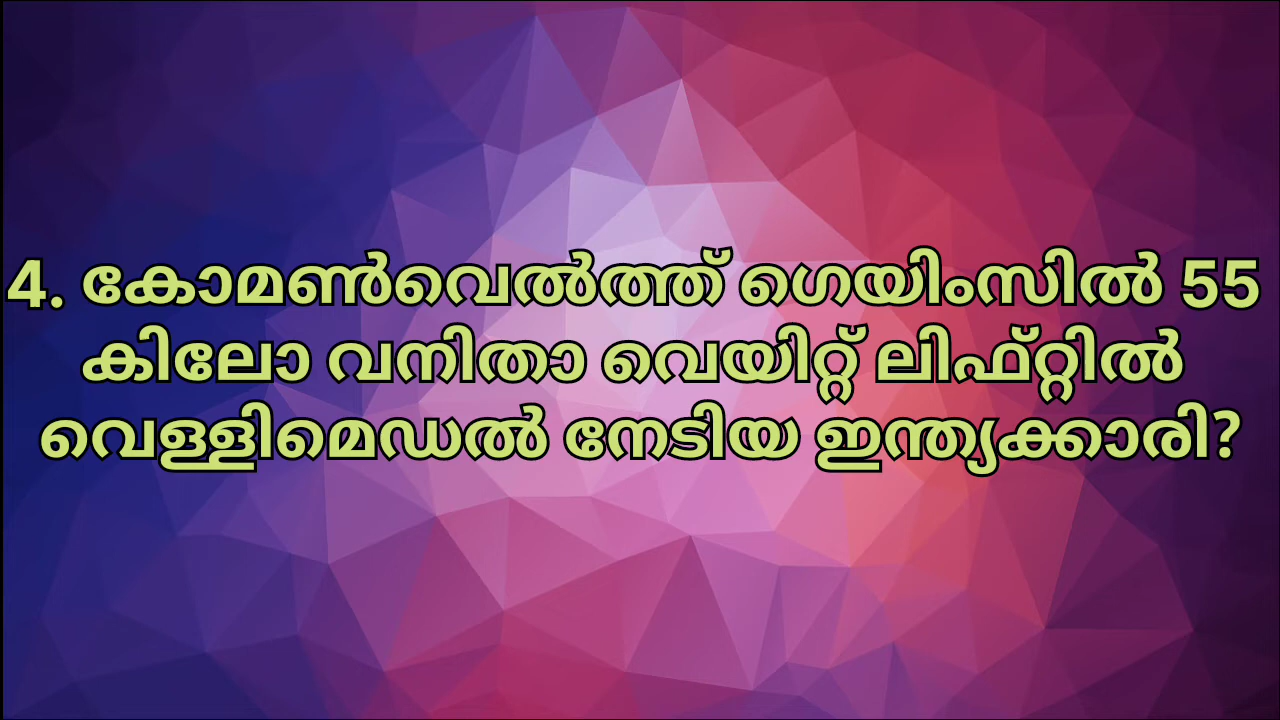 4. കോമൺവെൽത്ത് ഗെയിംസിൽ 55
കിലോ വനിതാ വെയിറ്റ് ലിഫ്റ്റിൽ
വെള്ളിമെഡൽ നേടിയ ഇന്ത്യക്കാരി?